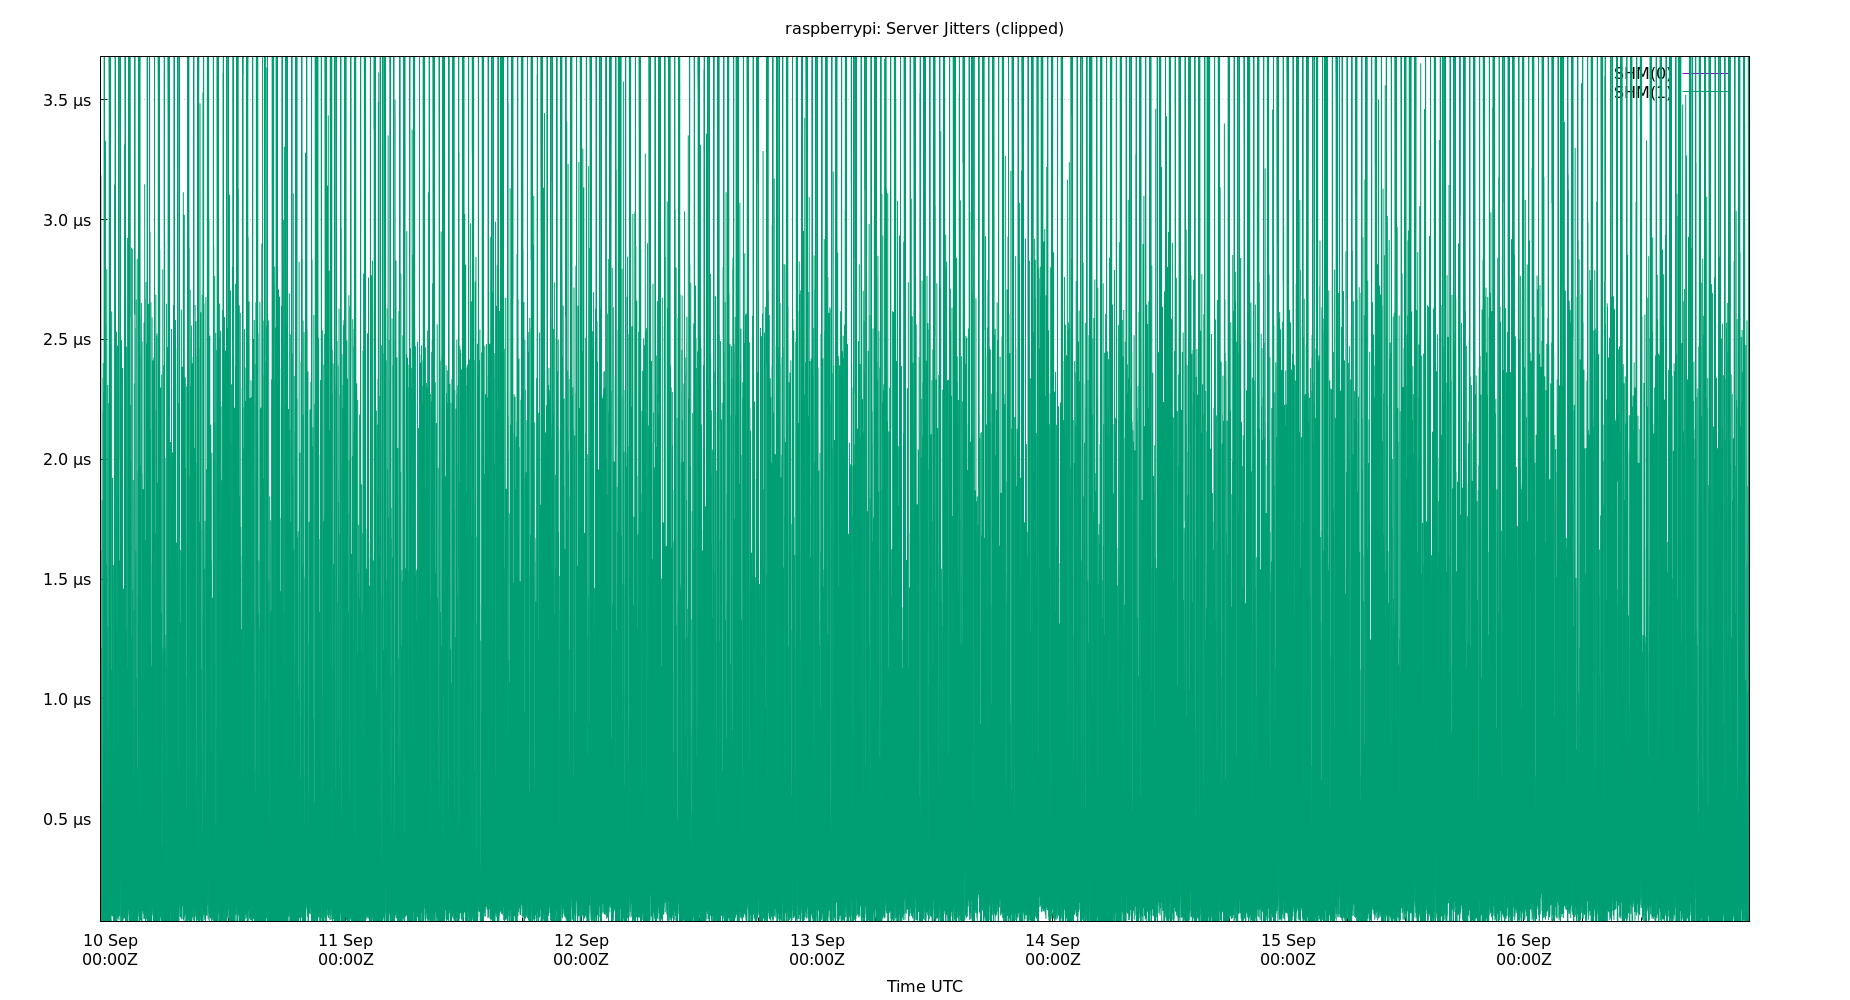 raspberrypi: Server Jitters (clipped)
SHM(0)
SHM(1)
3.5 µs
3.0 µs
2.5 µs
2.0 µs
1.5 µs
1.0 µs
0.5 µs
10 Sep 11 Sep 12 Sep 13 Sep 14 Sep 15 Sep 16 Sep
00:00Z 00:00Z 00:00Z 00:00Z 00:00Z 00:00Z 00:00Z
Time UTC